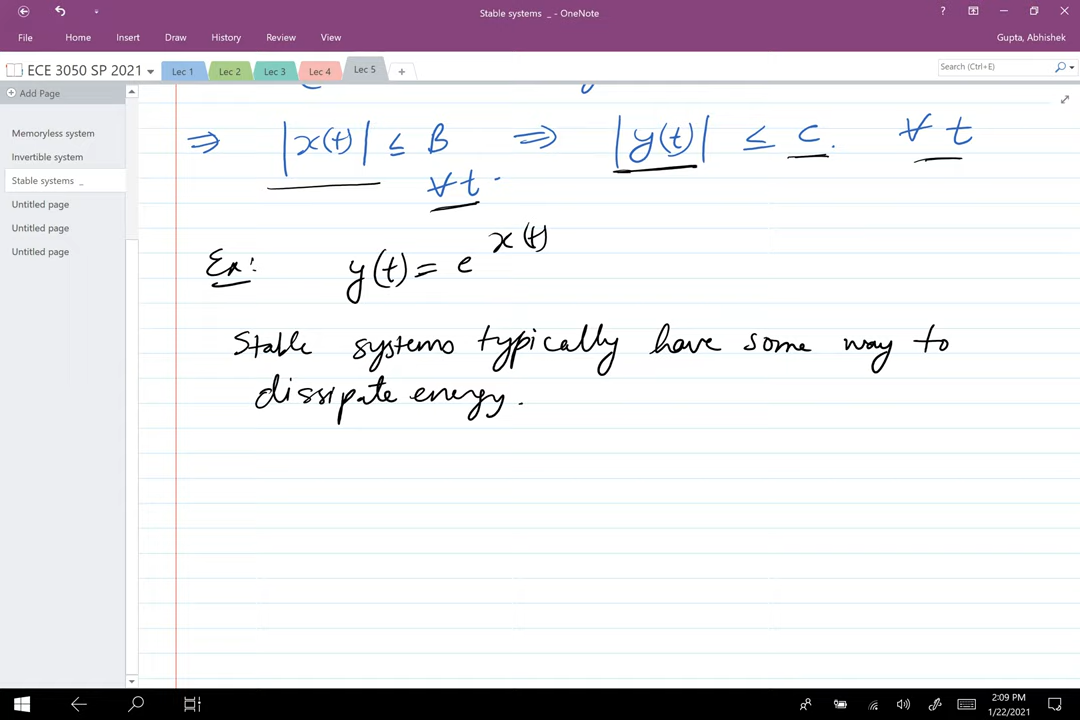 Stable systems _ - OneNote
?
File Home Insert Draw History Review View
Gupta, Abhishek
ECE 3050 SP 2021
Lec 1 Lec 2 Lec 3 Lec 4 Lec 5 +
Search (Ctrl+E)
Add Page
Memoryless system
Invertible system
Stable systems _
Untitled page
Untitled page
Untitled page
⇒ |x(t)| ≤ B ⇒ |y(t)| ≤ C. ∀ t
∀ t.
Ex: y(t) = e^x(t)
Stable systems typically have some way to
dissipate energy.
2:09 PM
1/22/2021